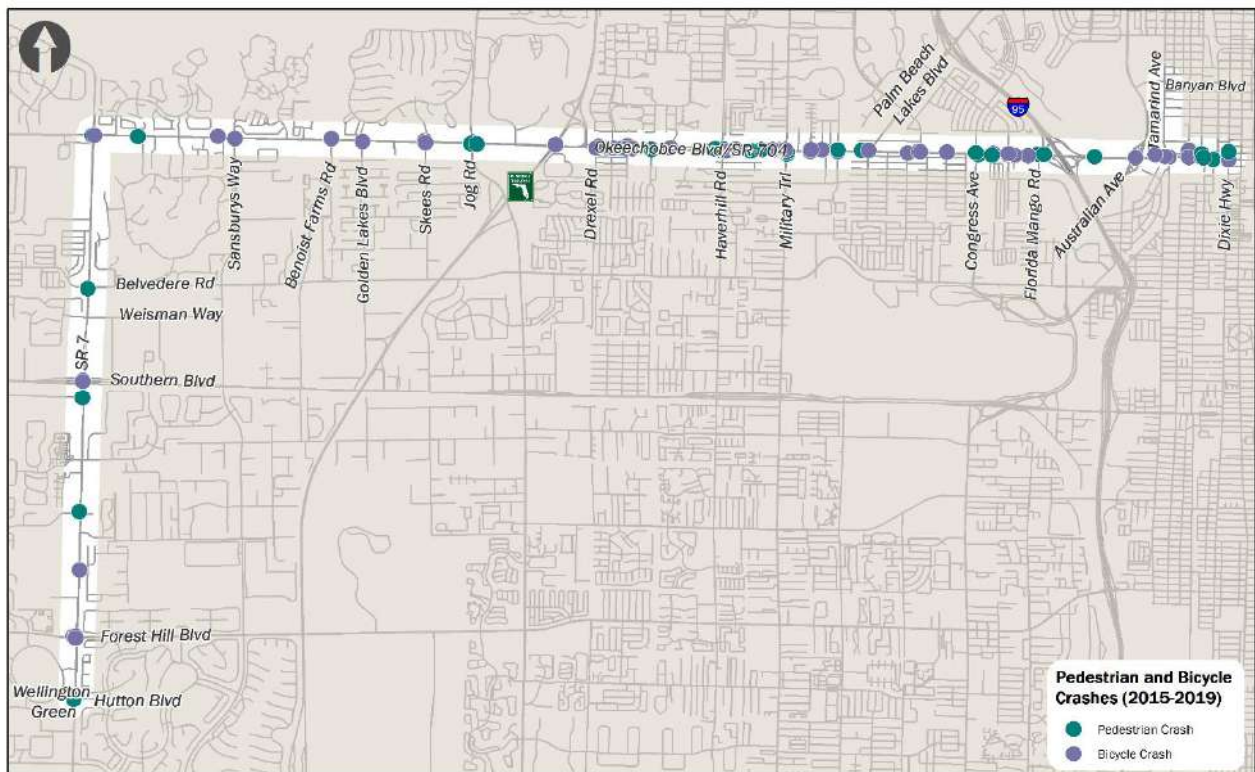 Palm Beach
Lakes Blvd
Tamarind Ave
Banyan Blvd
95
Okeechobee Blvd/SR 704
Sansburys Way
Benoist Farms Rd
Golden Lakes Blvd
Skees Rd
Jog Rd
Drexel Rd
Haverhill Rd
Military Trl
Congress Ave
Florida Mango Rd
Australian Ave
Dixie Hwy
Belvedere Rd
Weisman Way
SR 7
Southern Blvd
Forest Hill Blvd
Wellington
Green
Hutton Blvd
Pedestrian and Bicycle
Crashes (2015-2019)
Pedestrian Crash
Bicycle Crash